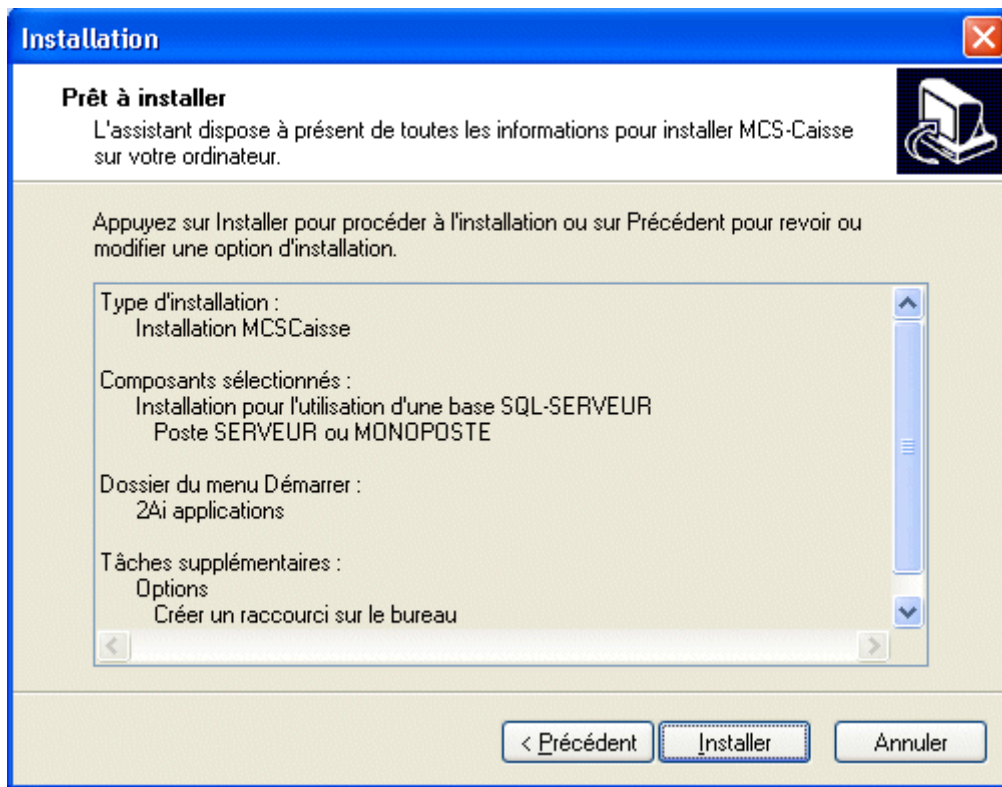 Installation
Prêt à installer
L'assistant dispose à présent de toutes les informations pour installer MCS-Caisse
sur votre ordinateur.
Appuyez sur Installer pour procéder à l'installation ou sur Précédent pour revoir ou
modifier une option d'installation.
Type d'installation :
Installation MCSCaisse
Composants sélectionnés :
Installation pour l'utilisation d'une base SQL-SERVEUR
Poste SERVEUR ou MONOPOSTE
Dossier du menu Démarrer :
2Ai applications
Tâches supplémentaires :
Options
Créer un raccourci sur le bureau
< Précédent Installer Annuler